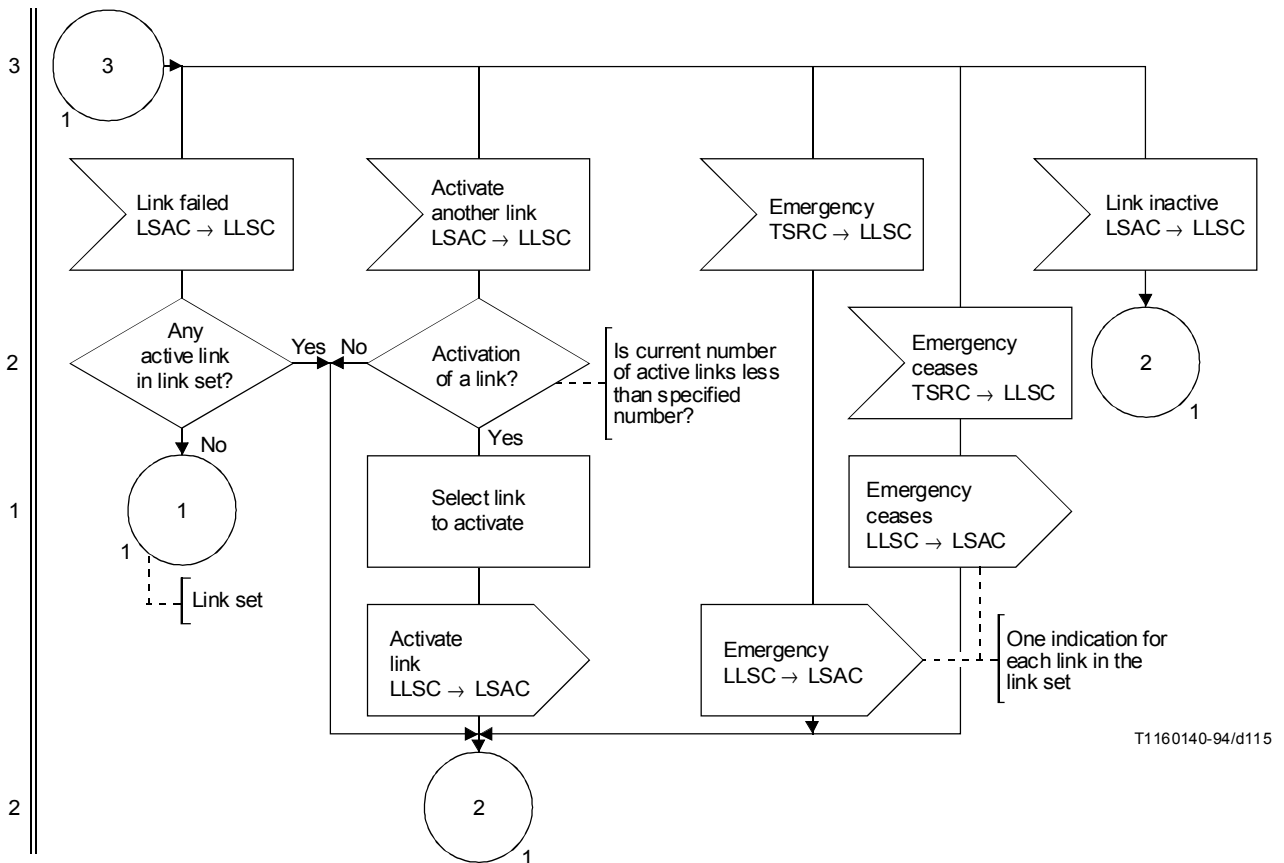 3
3
1
Link failed
LSAC → LLSC
Activate
another link
LSAC → LLSC
Emergency
TSRC → LLSC
Link inactive
LSAC → LLSC
2
Any
active link
in link set?
Yes
No
Activation
of a link?
Is current number
of active links less
than specified
number?
Emergency
ceases
TSRC → LLSC
2
1
No
Yes
1
1
1
Link set
Select link
to activate
Emergency
ceases
LLSC → LSAC
Activate
link
LLSC → LSAC
Emergency
LLSC → LSAC
One indication for
each link in the
link set
T1160140-94/d115
2
2
1